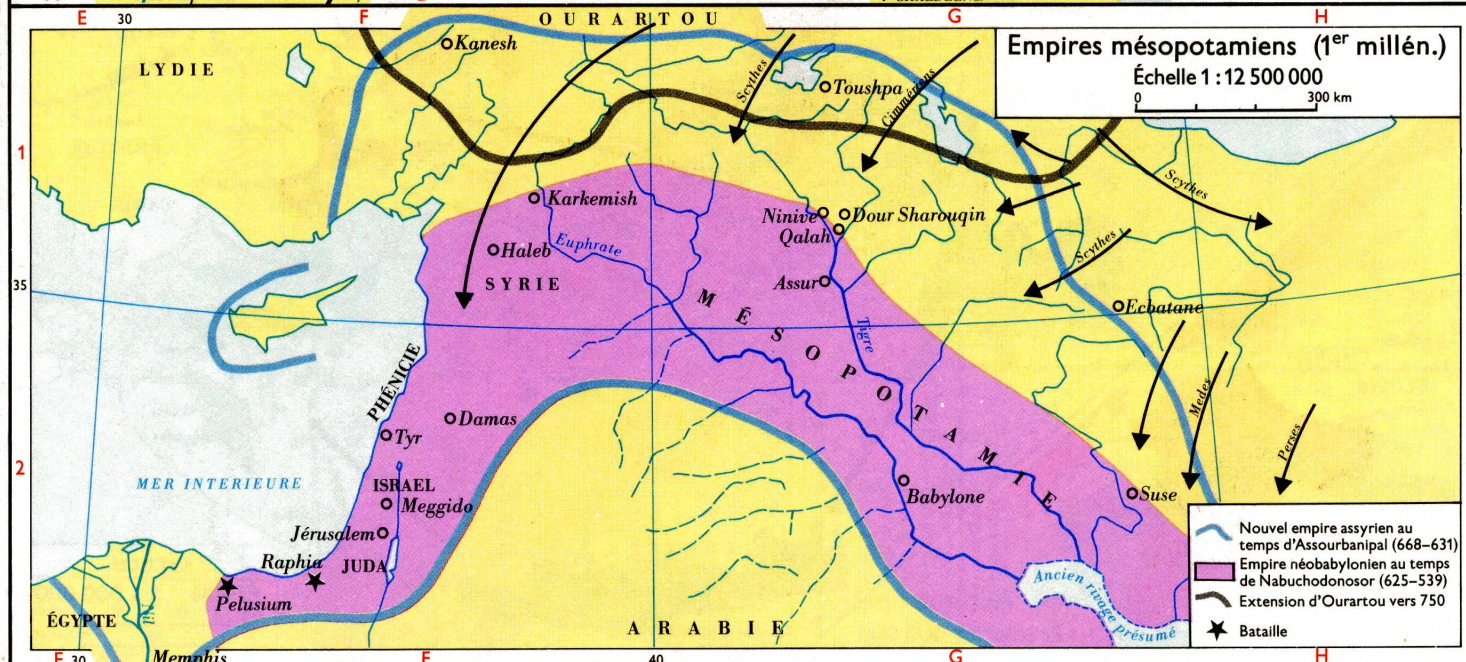 E
30
F
G
H
OURARTOU
Empires mésopotamiens (1er millén.)
Échelle 1 : 12 500 000
0
300 km
LYDIE
Kanesh
Scythes
Toushpa
Cimmériens
1
Scythes
Karkemish
Ninive
Dour Sharouqin
Qalah
Haleb
Euphrate
Scythes
SYRIE
Assur
35
MÉSOPOTAMIE
Tigre
Ecbatane
PHÉNICIE
Medes
Perses
Damas
Tyr
2
MER INTERIEURE
ISRAEL
Meggido
Babylone
Suse
Jérusalem
Raphia
JUDA
Pelusium
ÉGYPTE
Nil
Ancien rivage présumé
ARABIE
Nouvel empire assyrien au
temps d'Assourbanipal (668–631)
Empire néobabylonien au temps
de Nabuchodonosor (625–539)
Extension d'Ourartou vers 750
Bataille
E
30
Memphis
F
40
G
H